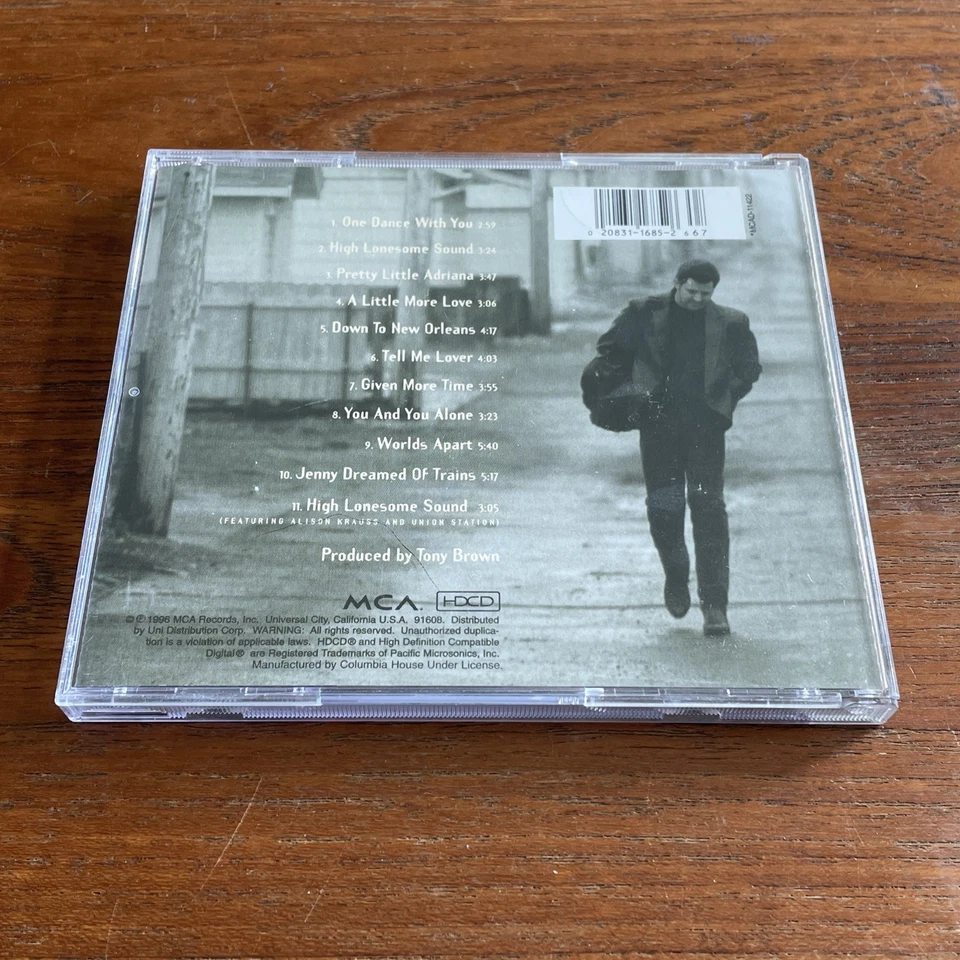 1. One Dance With You 2:59
2. High Lonesome Sound 3:24
3. Pretty Little Adriana 3:47
4. A Little More Love 3:06
5. Down To New Orleans 4:17
6. Tell Me Lover 4:03
7. Given More Time 3:55
8. You And You Alone 3:23
9. Worlds Apart 5:40
10. Jenny Dreamed Of Trains 5:17
11. High Lonesome Sound 3:05
(FEATURING ALISON KRAUSS AND UNION STATION)
Produced by Tony Brown
MCA. HDCD
© ℗ 1996 MCA Records, Inc. Universal City, California U.S.A. 91608. Distributed
by Uni Distribution Corp. WARNING: All rights reserved. Unauthorized duplica-
tion is a violation of applicable laws. HDCD® and High Definition Compatible
Digital® are Registered Trademarks of Pacific Microsonics, Inc.
Manufactured by Columbia House Under License.
0 20831-1685-2 6 67
*MCAD-11422